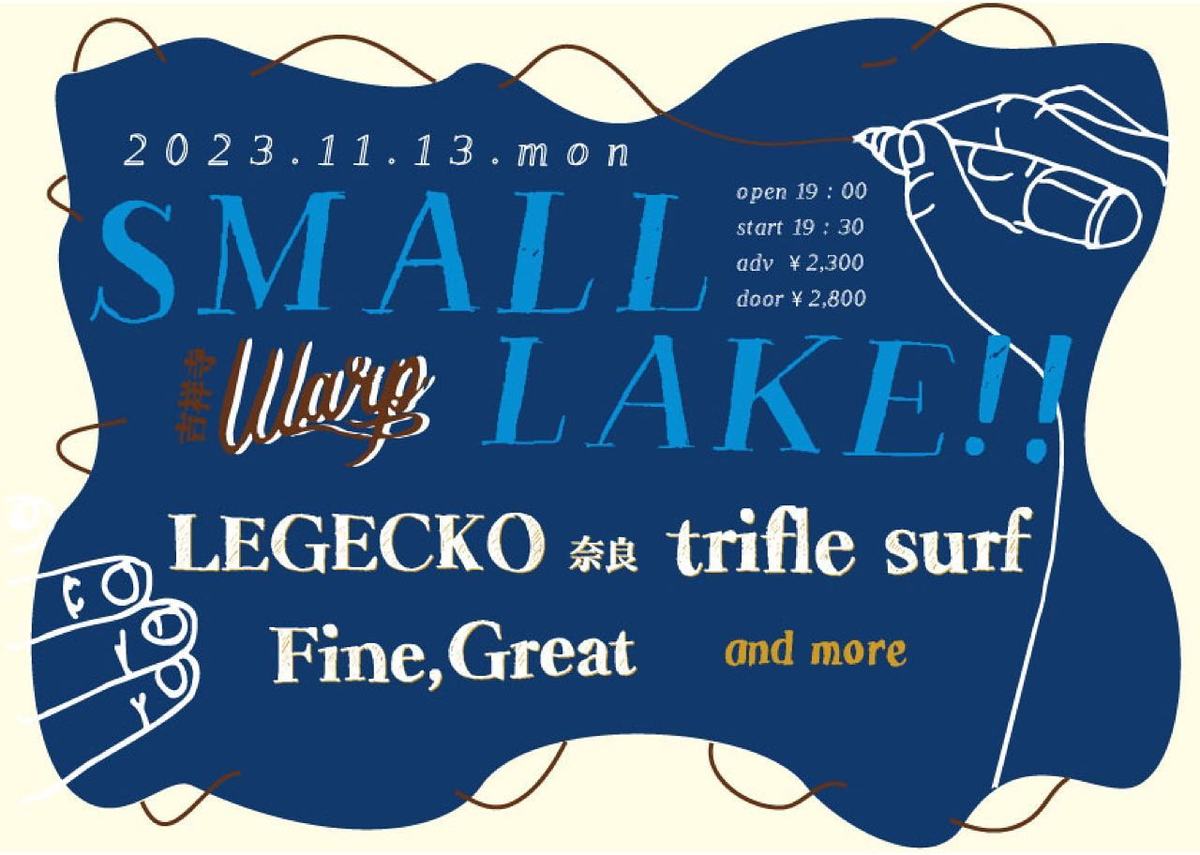 2023.11.13.mon
SMALL
open 19 : 00
start 19 : 30
adv ¥2,300
door ¥2,800
吉祥寺 Warp
LAKE!!
LEGECKO 奈良 trifle surf
Fine,Great and more